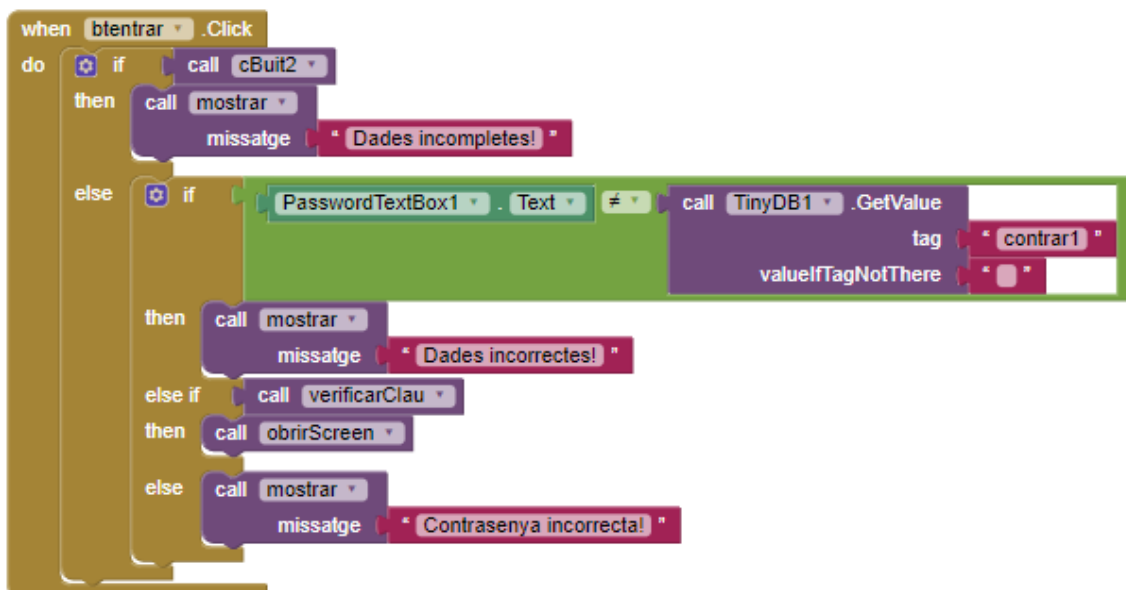 when btentrar .Click
do if call cBuit2
then call mostrar
missatge " Dades incompletes! "
else if PasswordTextBox1 . Text ≠ call TinyDB1 .GetValue
tag " contrar1 "
valueIfTagNotThere " "
then call mostrar
missatge " Dades incorrectes! "
else if call verificarClau
then call obrirScreen
else call mostrar
missatge " Contrasenya incorrecta! "